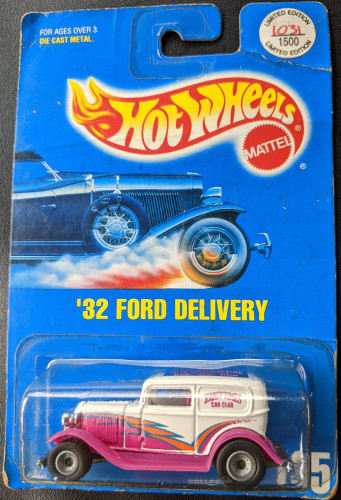 FOR AGES OVER 3
DIE CAST METAL.
LIMITED EDITION
1031
1500
LIMITED EDITION
HOT WHEELS
®
MATTEL
®
'32 FORD DELIVERY
CAR CLUB
35